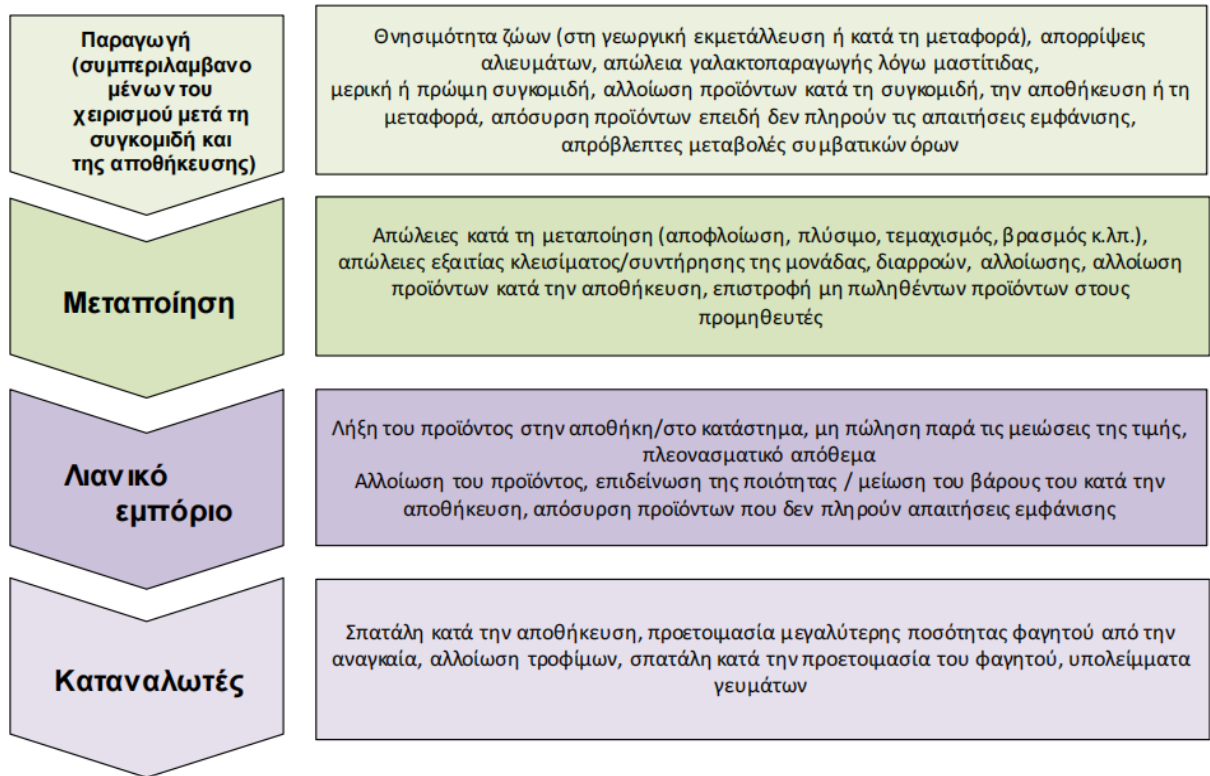 Παραγωγή
(συμπεριλαμβανο
μένων του
χειρισμού μετά τη
συγκομιδή και
της αποθήκευσης)
Θνησιμότητα ζώων (στη γεωργική εκμετάλλευση ή κατά τη μεταφορά), απορρίψεις
αλιευμάτων, απώλεια γαλακτοπαραγωγής λόγω μαστίτιδας,
μερική ή πρώιμη συγκομιδή, αλλοίωση προϊόντων κατά τη συγκομιδή, την αποθήκευση ή τη
μεταφορά, απόσυρση προϊόντων επειδή δεν πληρούν τις απαιτήσεις εμφάνισης,
απρόβλεπτες μεταβολές συμβατικών όρων
Μεταποίηση
Απώλειες κατά τη μεταποίηση (αποφλοίωση, πλύσιμο, τεμαχισμός, βρασμός κ.λπ.),
απώλειες εξαιτίας κλεισίματος/συντήρησης της μονάδας, διαρροών, αλλοίωσης, αλλοίωση
προϊόντων κατά την αποθήκευση, επιστροφή μη πωληθέντων προϊόντων στους
προμηθευτές
Λιανικό
εμπόριο
Λήξη του προϊόντος στην αποθήκη/στο κατάστημα, μη πώληση παρά τις μειώσεις της τιμής,
πλεονασματικό απόθεμα
Αλλοίωση του προϊόντος, επιδείνωση της ποιότητας / μείωση του βάρους του κατά την
αποθήκευση, απόσυρση προϊόντων που δεν πληρούν απαιτήσεις εμφάνισης
Καταναλωτές
Σπατάλη κατά την αποθήκευση, προετοιμασία μεγαλύτερης ποσότητας φαγητού από την
αναγκαία, αλλοίωση τροφίμων, σπατάλη κατά την προετοιμασία του φαγητού, υπολείμματα
γευμάτων